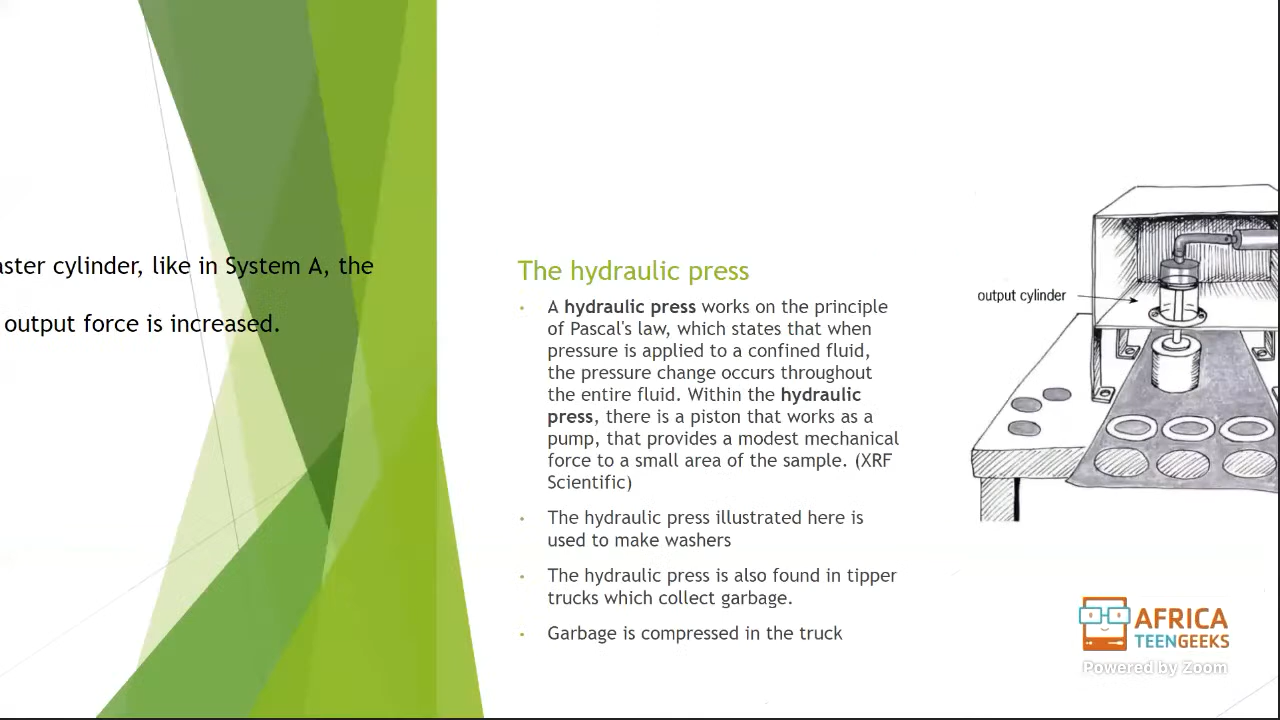 aster cylinder, like in System A, the
output force is increased.
The hydraulic press
A hydraulic press works on the principle
of Pascal's law, which states that when
pressure is applied to a confined fluid,
the pressure change occurs throughout
the entire fluid. Within the hydraulic
press, there is a piston that works as a
pump, that provides a modest mechanical
force to a small area of the sample. (XRF
Scientific)
The hydraulic press illustrated here is
used to make washers
The hydraulic press is also found in tipper
trucks which collect garbage.
Garbage is compressed in the truck
output cylinder
AFRICA
TEENGEEKS
Powered by Zoom